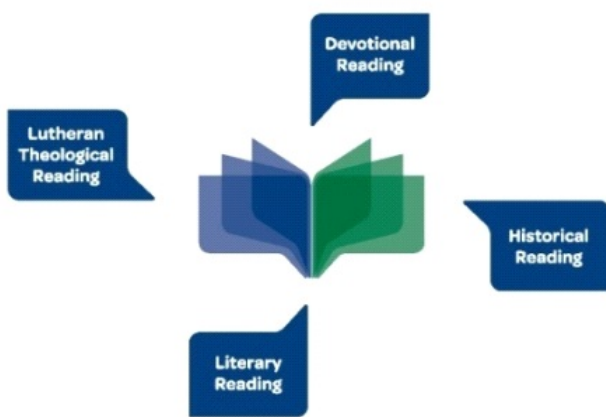 Devotional
Reading
Lutheran
Theological
Reading
Historical
Reading
Literary
Reading